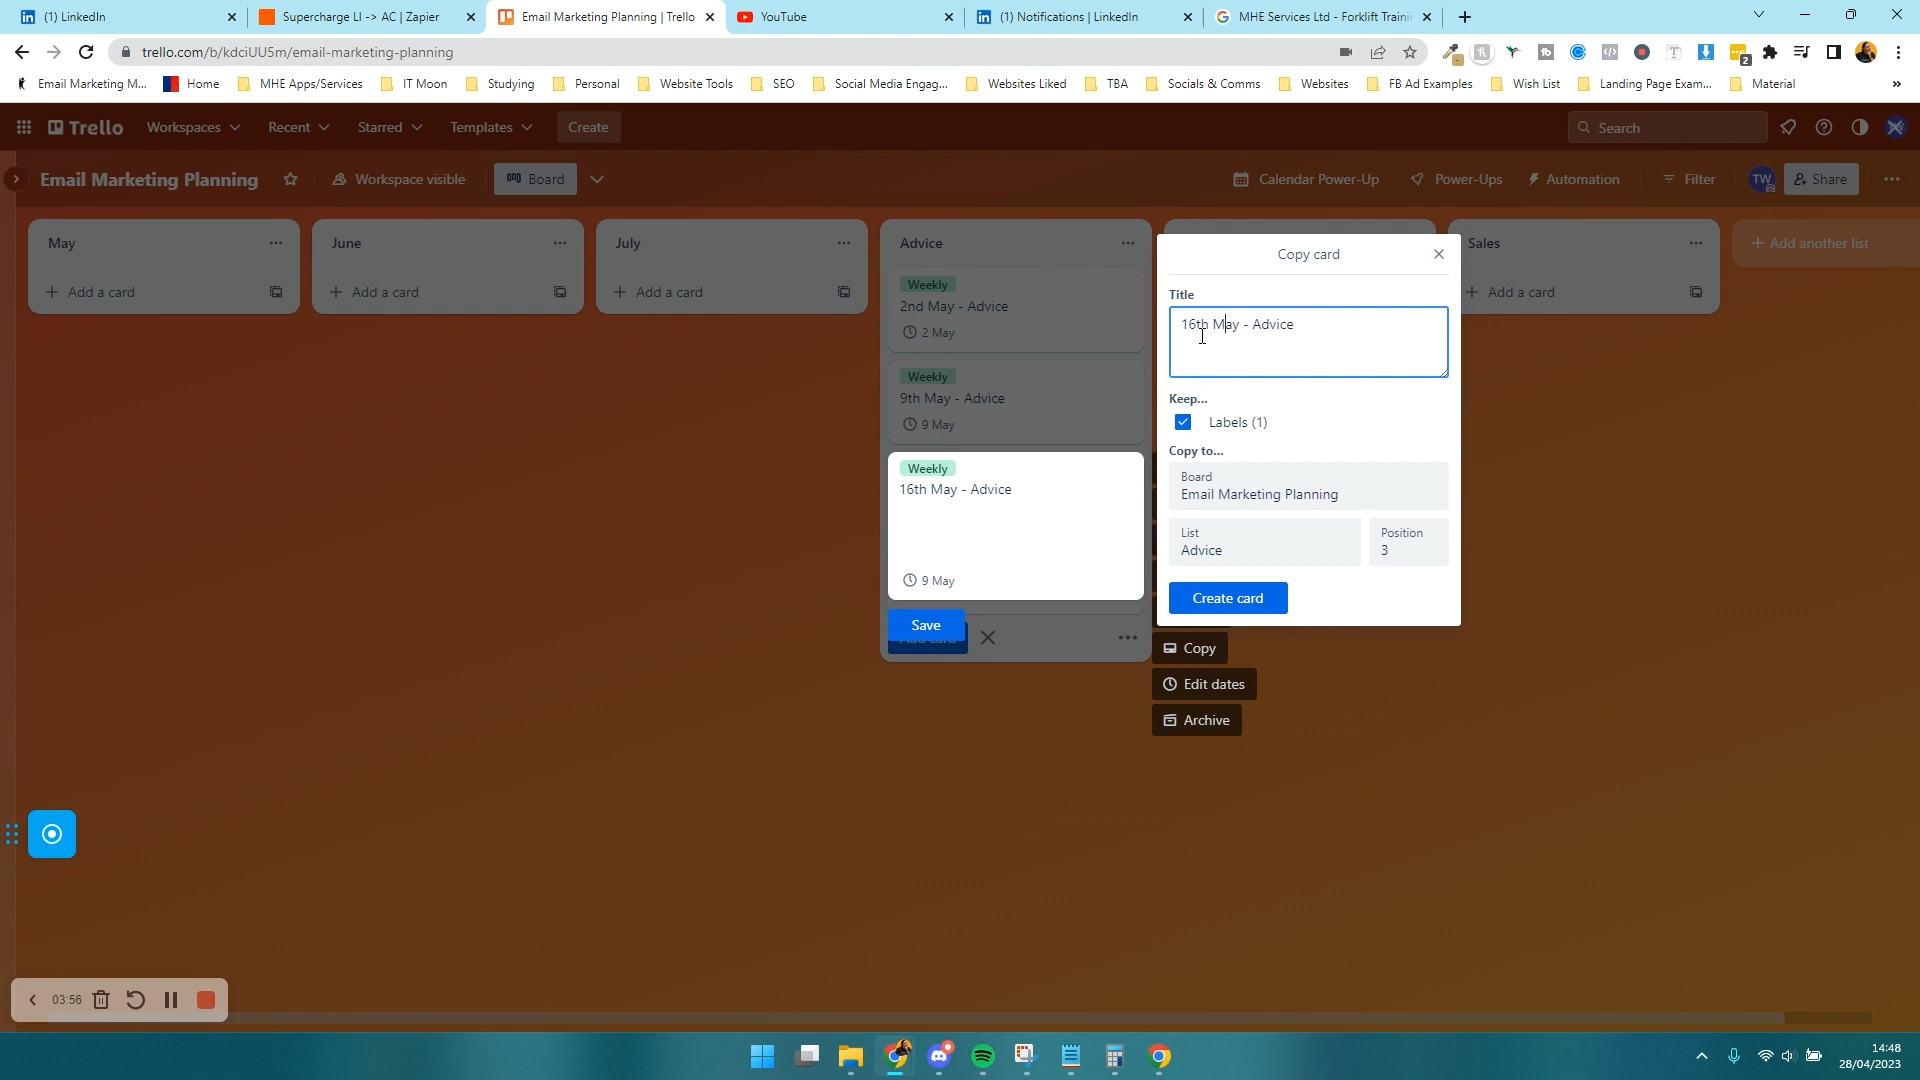 (1) LinkedIn
Supercharge LI -> AC | Zapier
Email Marketing Planning | Trello
YouTube
(1) Notifications | LinkedIn
MHE Services Ltd - Forklift Trainin
trello.com/b/kdciUU5m/email-marketing-planning
2
Email Marketing M...
Home
MHE Apps/Services
IT Moon
Studying
Personal
Website Tools
SEO
Social Media Engag...
Websites Liked
TBA
Socials & Comms
Websites
FB Ad Examples
Wish List
Landing Page Exam...
Material
»
Trello
Workspaces
Recent
Starred
Templates
Create
Search
Email Marketing Planning
Workspace visible
Board
Calendar Power-Up
Power-Ups
Automation
Filter
TW
Share
May
+ Add a card
June
+ Add a card
July
+ Add a card
Advice
Weekly
2nd May - Advice
2 May
Weekly
9th May - Advice
9 May
Weekly
16th May - Advice
9 May
Save
Copy
Edit dates
Archive
Copy card
Title
16th May - Advice
Keep...
Labels (1)
Copy to...
Board
Email Marketing Planning
List
Advice
Position
3
Create card
Sales
+ Add a card
+ Add another list
03:56
14:48
28/04/2023